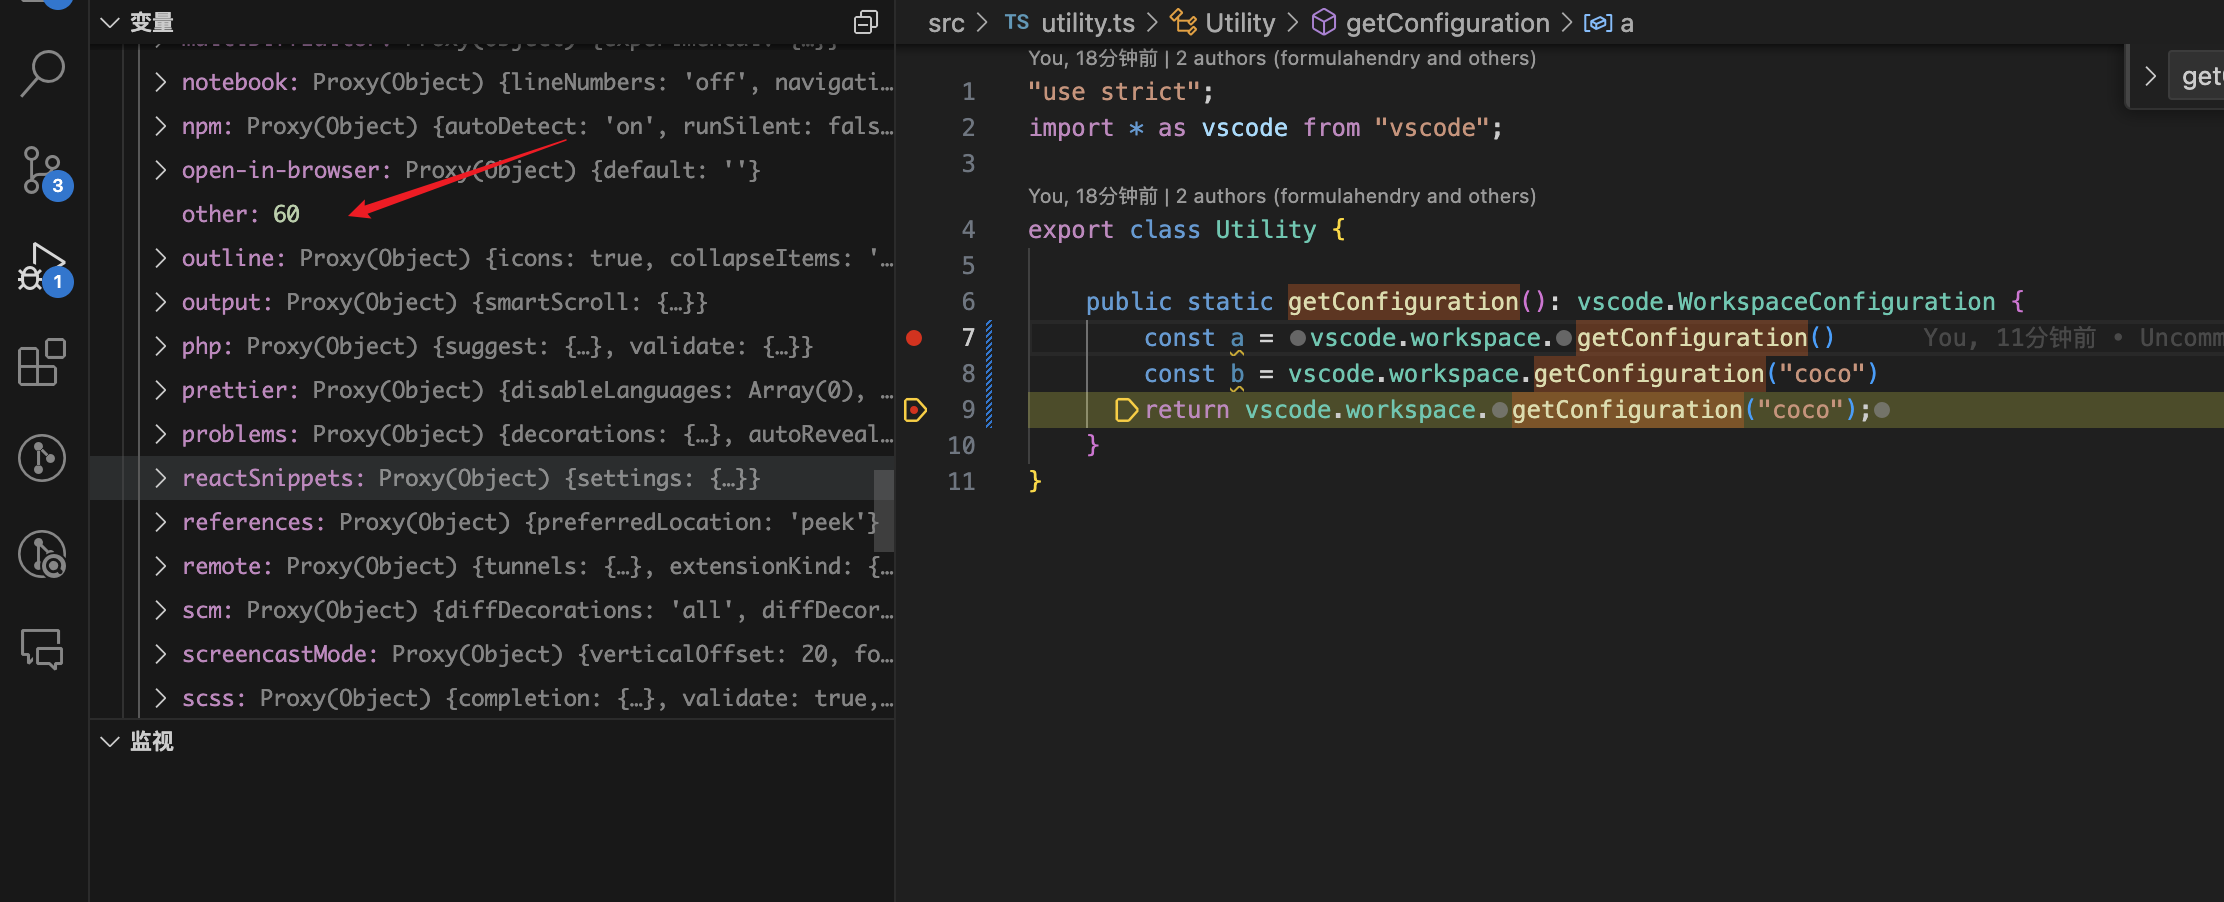 变量
notebook: Proxy(Object) {lineNumbers: 'off', navigati…
npm: Proxy(Object) {autoDetect: 'on', runSilent: fals…
open-in-browser: Proxy(Object) {default: ''}
other: 60
outline: Proxy(Object) {icons: true, collapseItems: '…
output: Proxy(Object) {smartScroll: {…}}
php: Proxy(Object) {suggest: {…}, validate: {…}}
prettier: Proxy(Object) {disableLanguages: Array(0), …
problems: Proxy(Object) {decorations: {…}, autoReveal…
reactSnippets: Proxy(Object) {settings: {…}}
references: Proxy(Object) {preferredLocation: 'peek'}
remote: Proxy(Object) {tunnels: {…}, extensionKind: {…
scm: Proxy(Object) {diffDecorations: 'all', diffDecor…
screencastMode: Proxy(Object) {verticalOffset: 20, fo…
scss: Proxy(Object) {completion: {…}, validate: true,…
监视
3
1
src > TS utility.ts > Utility > getConfiguration > a
You, 18分钟前 | 2 authors (formulahendry and others)
1 "use strict";
2 import * as vscode from "vscode";
3
You, 18分钟前 | 2 authors (formulahendry and others)
4 export class Utility {
5
6 public static getConfiguration(): vscode.WorkspaceConfiguration {
7 const a = vscode.workspace.getConfiguration() You, 11分钟前 • Uncomm
8 const b = vscode.workspace.getConfiguration("coco")
9 return vscode.workspace.getConfiguration("coco");
10 }
11 }
get